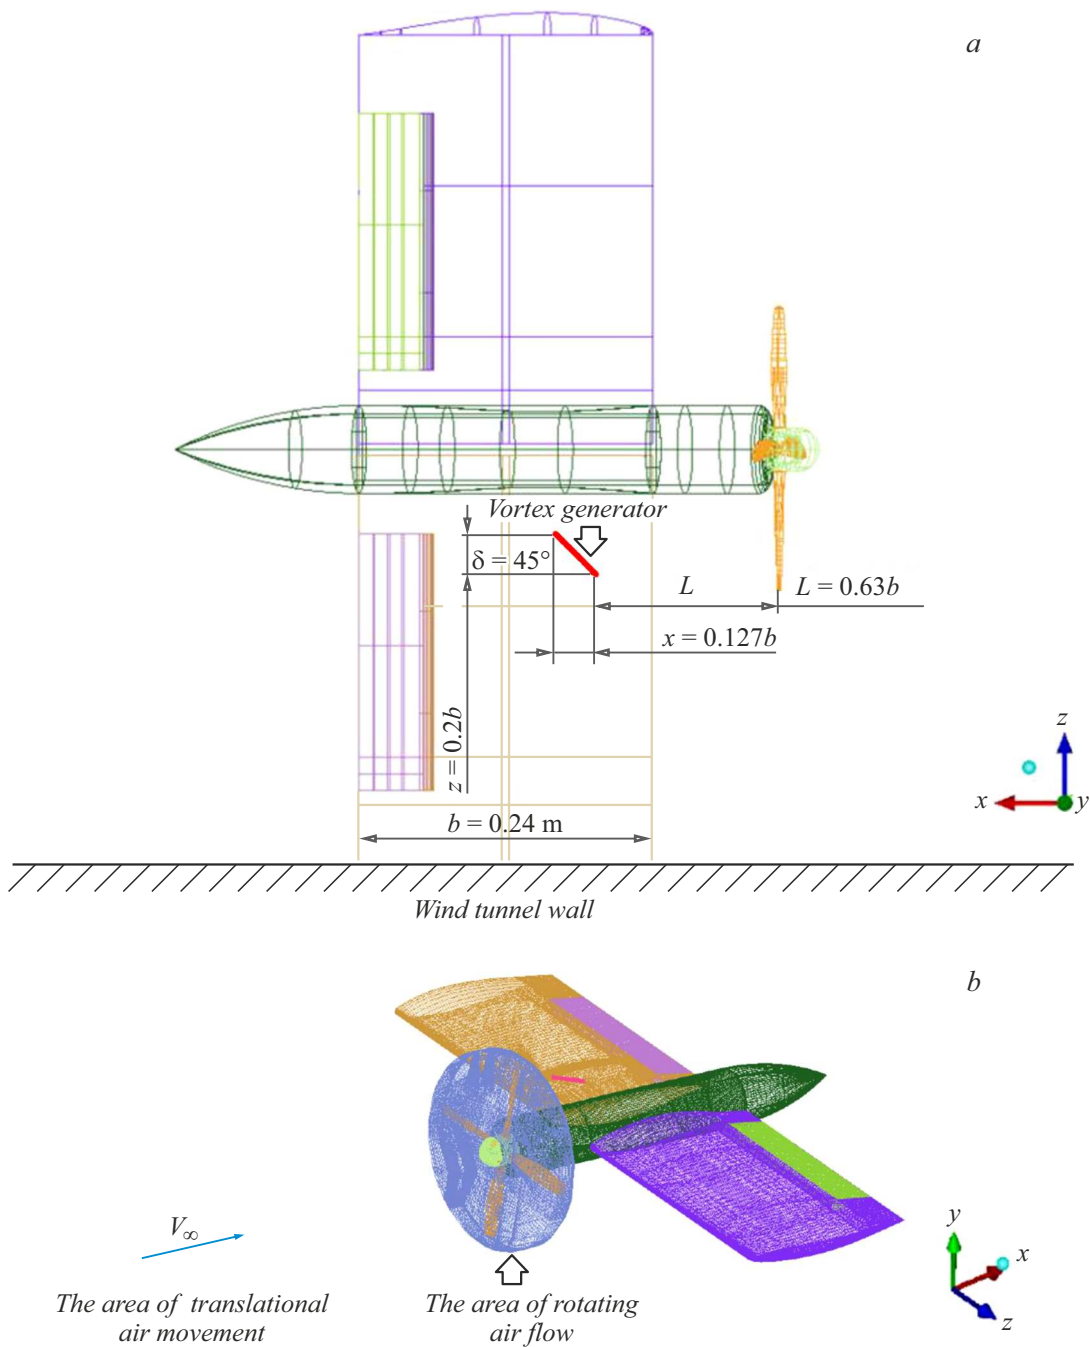 a
Vortex generator
δ = 45°
L
L = 0.63b
x = 0.127b
z = 0.2b
z
x
y
b = 0.24 m
Wind tunnel wall
b
V∞
y
x
z
The area of translational
air movement
The area of rotating
air flow